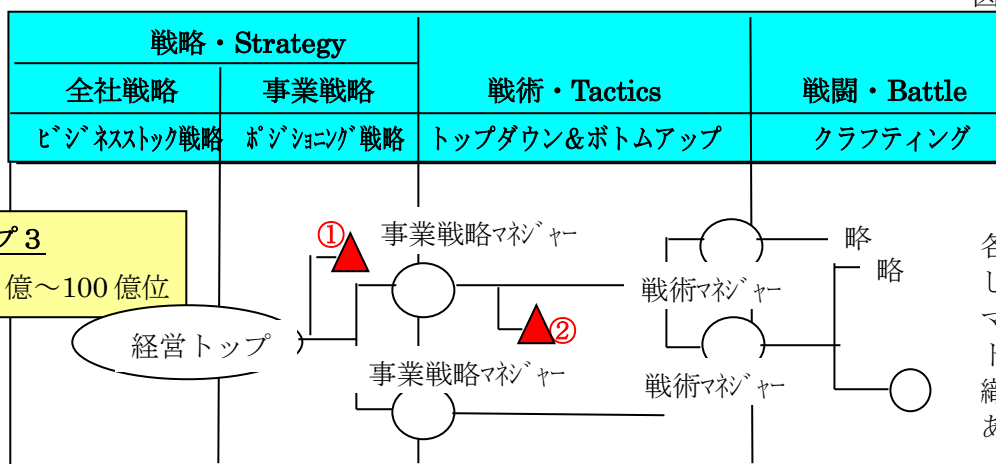 戦略・Strategy
全社戦略
事業戦略
戦術・Tactics
戦闘・Battle
ビジネスストック戦略
ポジショニング戦略
トップダウン&ボトムアップ
クラフティング
プ3
億～100億位
経営トップ
①
事業戦略マネジャー
②
事業戦略マネジャー
戦術マネジャー
戦術マネジャー
略
略
各
し
マ
ト
織
あ